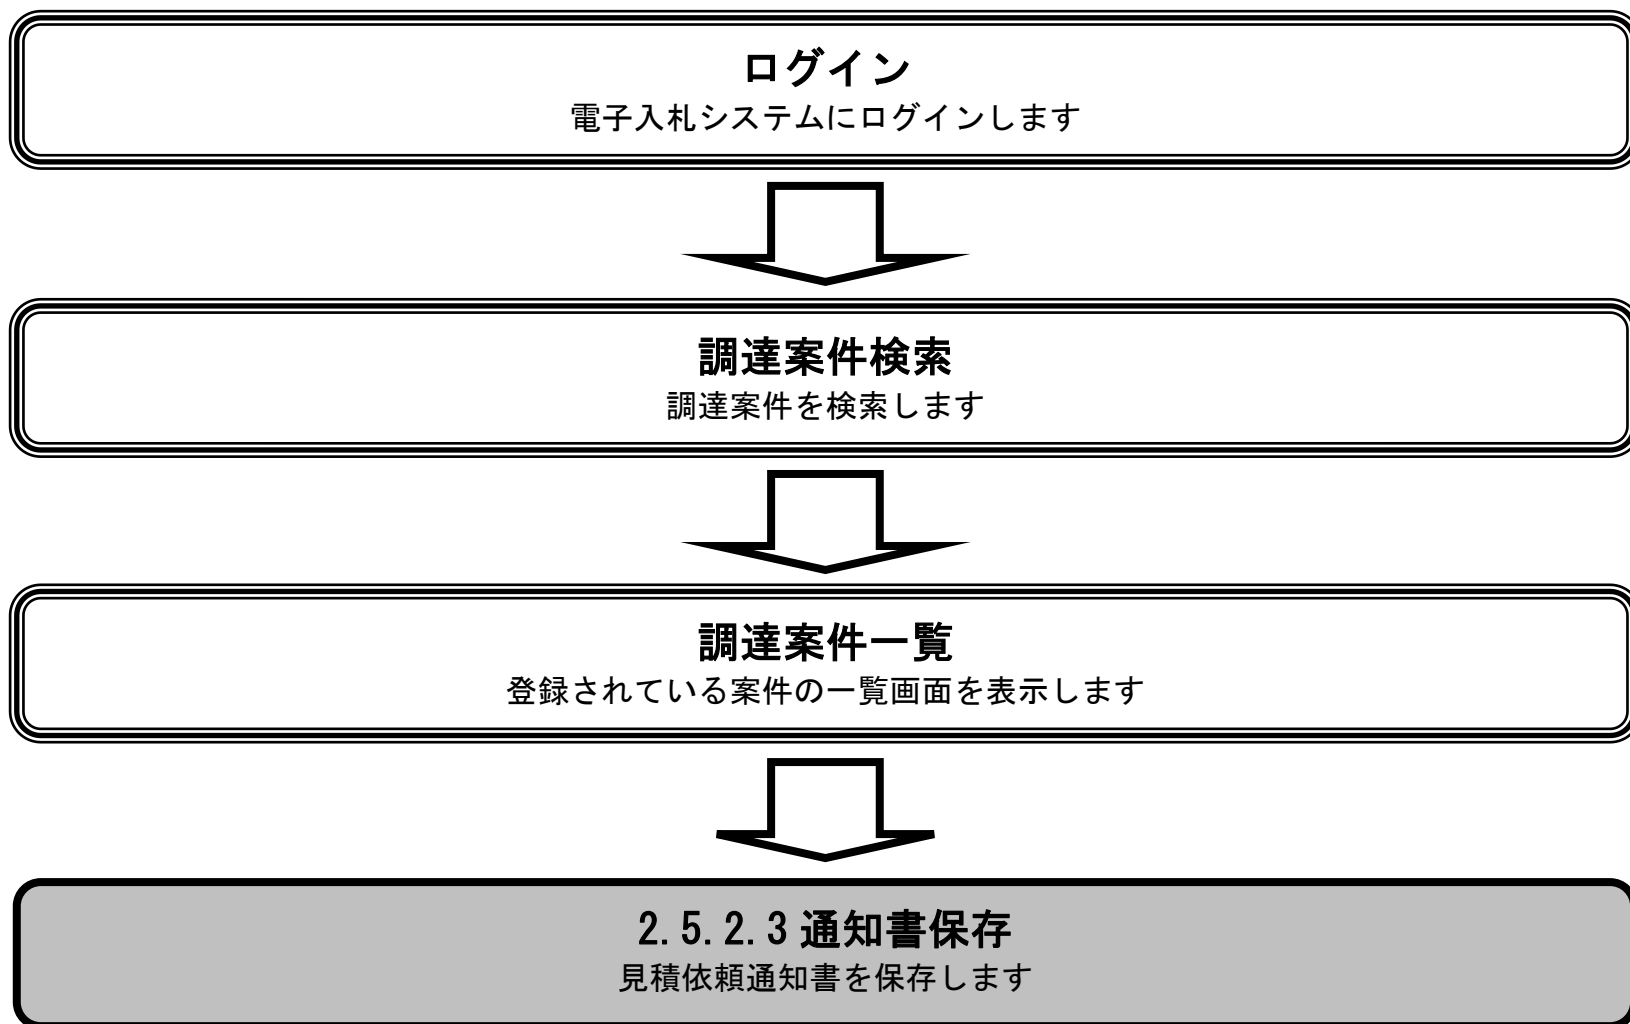 ログイン
電子入札システムにログインします
調達案件検索
調達案件を検索します
調達案件一覧
登録されている案件の一覧画面を表示します
2.5.2.3 通知書保存
見積依頼通知書を保存します